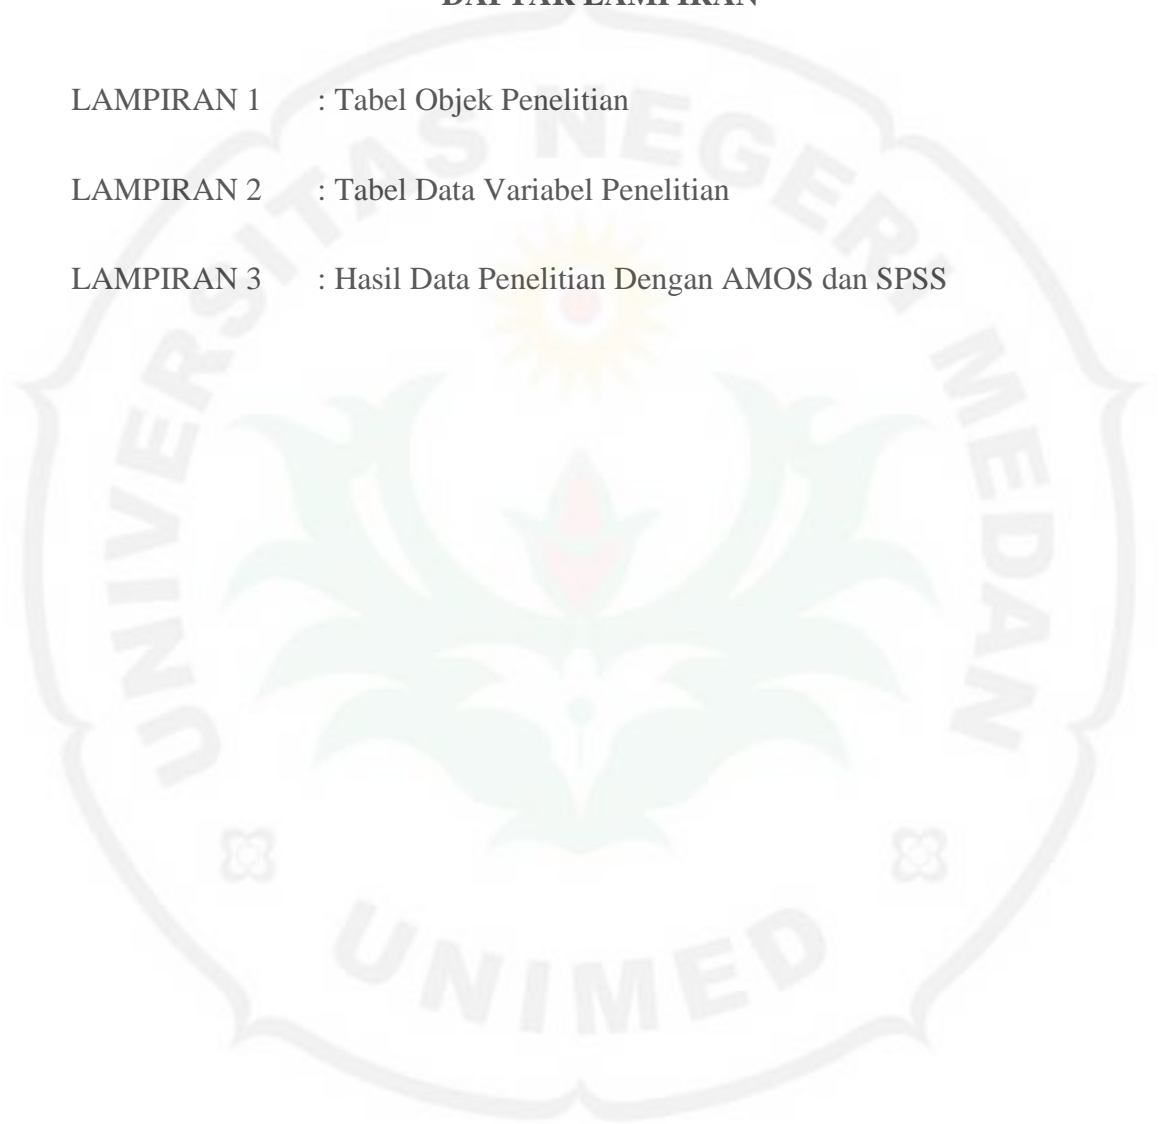 DAFTAR LAMPIRAN
LAMPIRAN 1 : Tabel Objek Penelitian
LAMPIRAN 2 : Tabel Data Variabel Penelitian
LAMPIRAN 3 : Hasil Data Penelitian Dengan AMOS dan SPSS
UNIVERSITAS NEGERI MEDAN
UNIMED